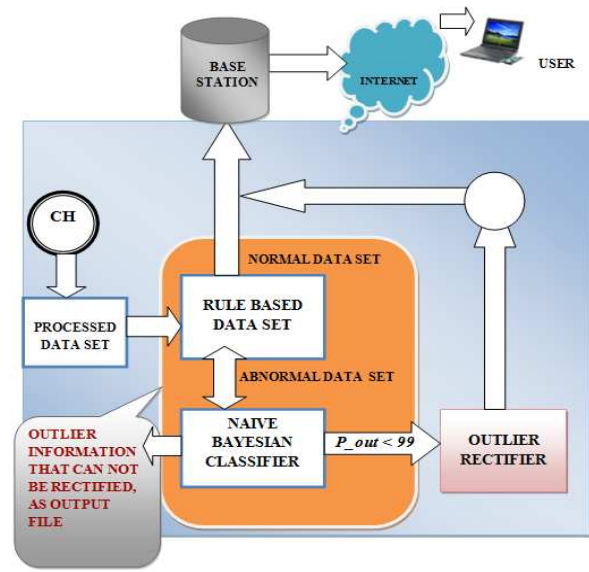 BASE
STATION
INTERNET
USER
CH
NORMAL DATA SET
PROCESSED
DATA SET
RULE BASED
DATA SET
ABNORMAL DATA SET
OUTLIER
INFORMATION
THAT CAN NOT
BE RECTIFIED,
AS OUTPUT
FILE
NAIVE
BAYESIAN
CLASSIFIER
P_out < 99
OUTLIER
RECTIFIER